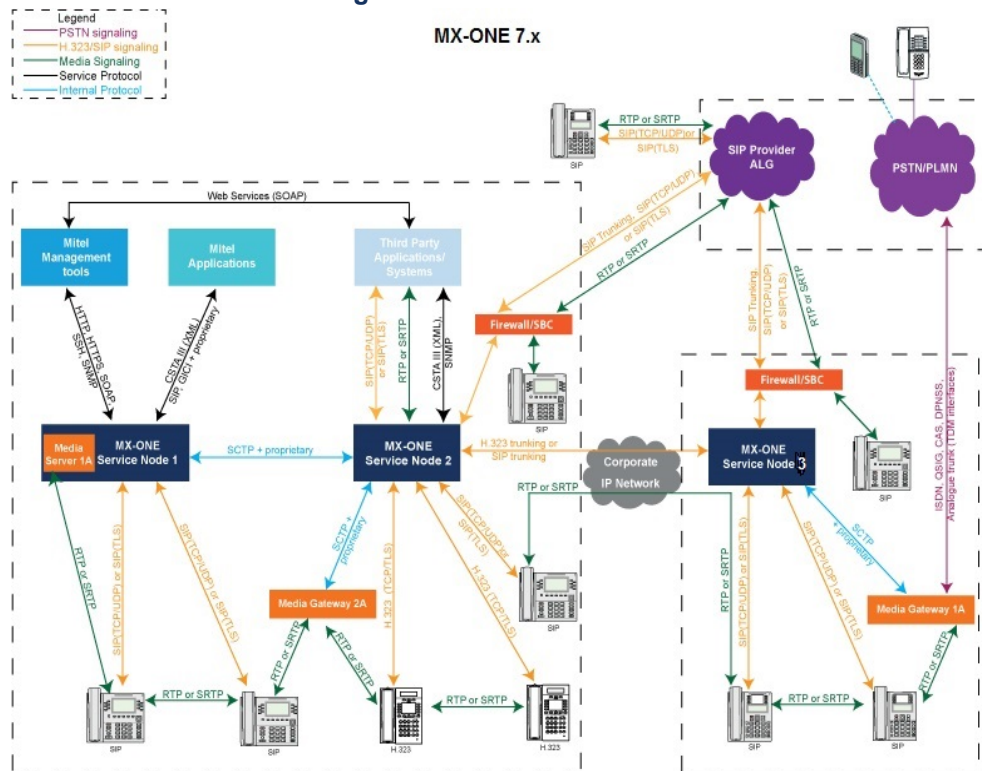 Legend
PSTN signaling
H.323/SIP signaling
Media Signaling
Service Protocol
Internal Protocol
MX-ONE 7.x
RTP or SRTP
SIP(TCP/UDP)or
SIP(TLS)
SIP
SIP Provider
ALG
PSTN/PLMN
Web Services (SOAP)
Mitel
Management
tools
Mitel
Applications
Third Party
Applications/
Systems
SIP Trunking, SIP(TCP/UDP)
or SIP(TLS)
RTP or SRTP
SIP Trunking,
SIP(TCP/UDP)
or SIP(TLS)
RTP or SRTP
HTTP, HTTPS, SOAP,
SSH, SNMP
CSTA III (XML)
SIP, GICI + proprietary
SIP(TCP/UDP)
or SIP(TLS)
RTP or SRTP
CSTA III (XML),
SNMP
Firewall/SBC
SIP
Firewall/SBC
SIP
ISDN, QSIG, CAS, DPNSS,
Analogue trunk (TDM interfaces)
Media
Server 1A
MX-ONE
Service Node 1
SCTP + proprietary
MX-ONE
Service Node 2
H.323 trunking or
SIP trunking
Corporate
IP Network
MX-ONE
Service Node 3
RTP or SRTP
SIP(TCP/UDP) or SIP(TLS)
SIP(TCP/UDP) or SIP(TLS)
SCTP +
proprietary
H.323 (TCP/TLS)
SIP(TCP/UDP)or
SIP(TLS)
H.323 (TCP/TLS)
RTP or SRTP
SIP
RTP or SRTP
SIP(TCP/UDP) or SIP(TLS)
SIP(TCP/UDP) or SIP(TLS)
SCTP
+ proprietary
Media Gateway 2A
Media Gateway 1A
RTP or SRTP
RTP or SRTP
RTP or SRTP
RTP or SRTP
RTP or SRTP
RTP or SRTP
SIP
SIP
H.323
H.323
SIP
SIP